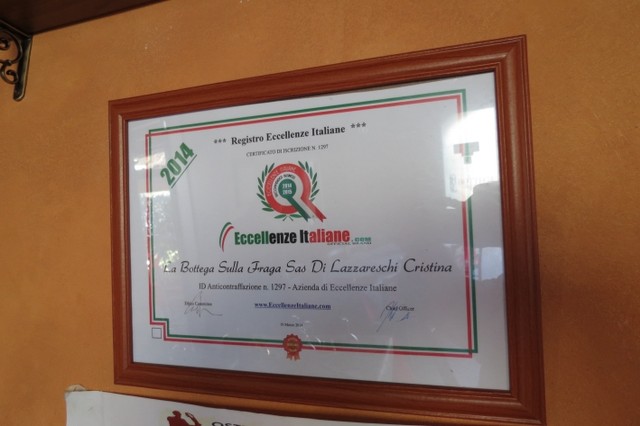 2014
*** Registro Eccellenze Italiane ***
CERTIFICATO DI ISCRIZIONE N. 1297
2014
Eccellenze Italiane
La Bottega Sulla Fraga Sas Di Lazzareschi Cristina
ID Anticontraffazione n. 1297 - Azienda di Eccellenze Italiane
www.EccellenzeItaliane.com
Chief Officer